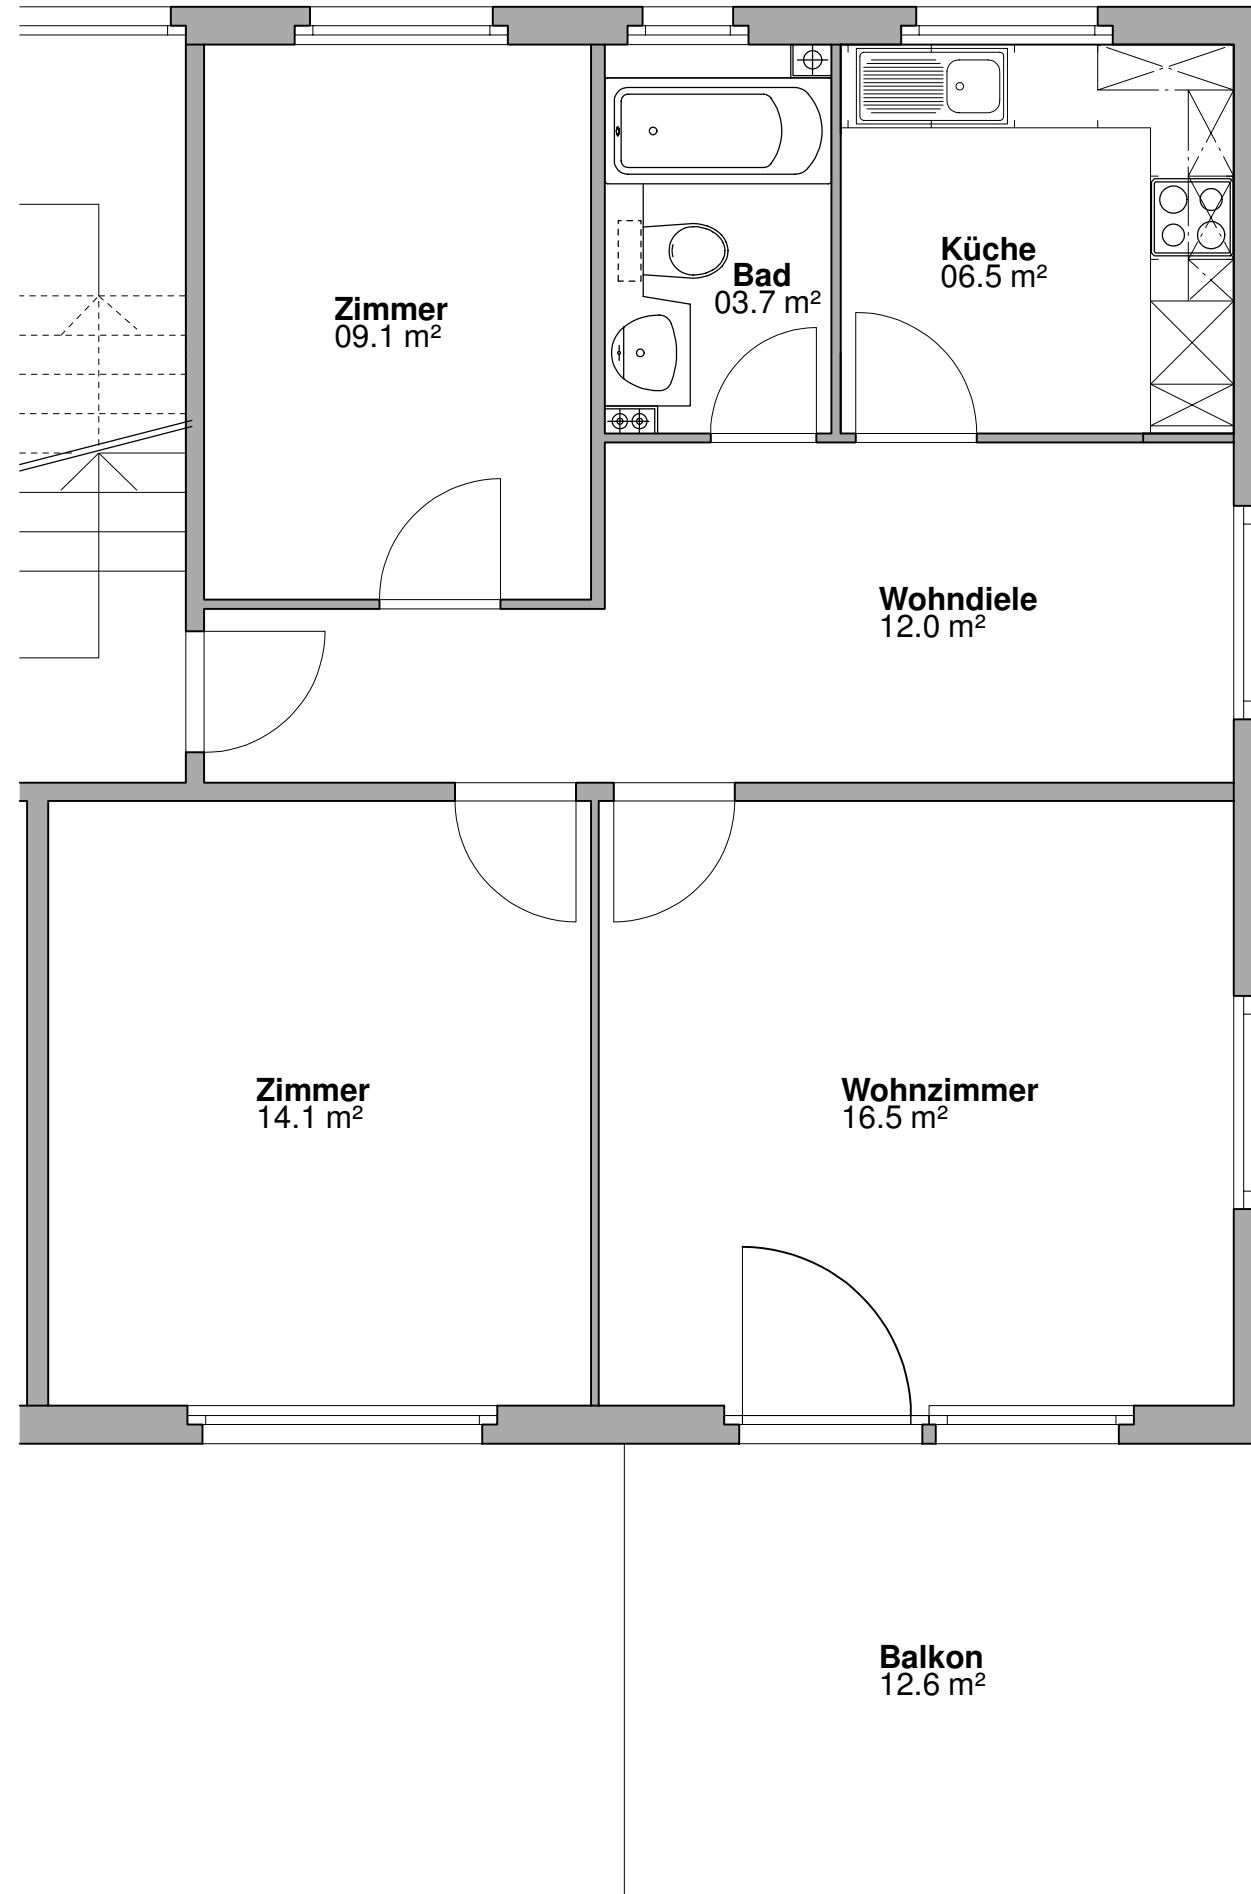 Küche
06.5 m²
Bad
03.7 m²
Zimmer
09.1 m²
Wohndiele
12.0 m²
Zimmer
14.1 m²
Wohnzimmer
16.5 m²
Balkon
12.6 m²